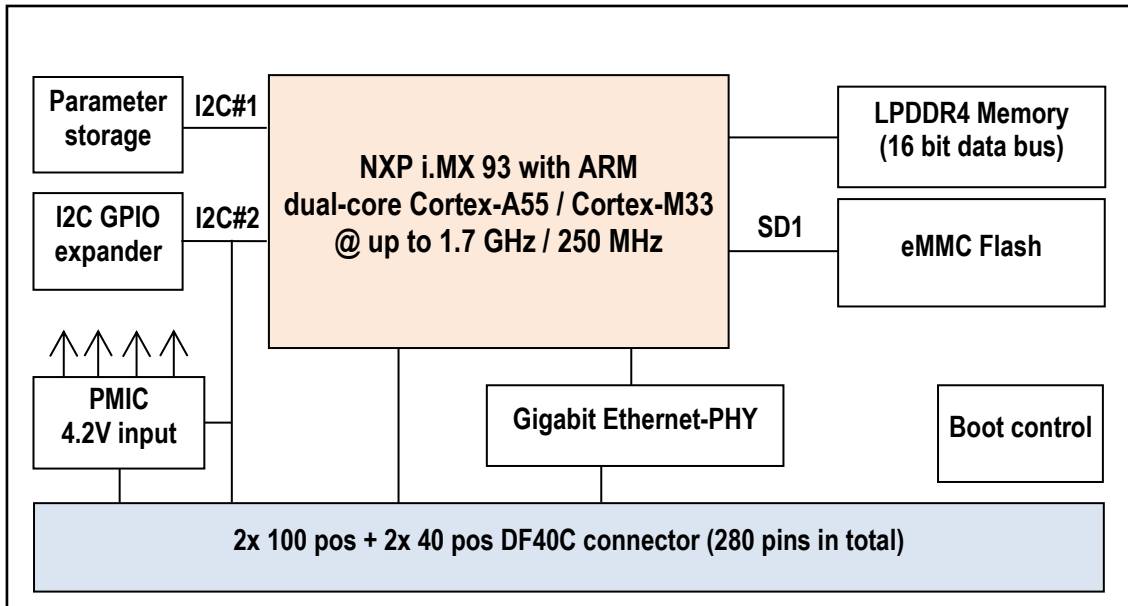 Parameter
storage
I2C#1
I2C GPIO
expander
I2C#2
NXP i.MX 93 with ARM
dual-core Cortex-A55 / Cortex-M33
@ up to 1.7 GHz / 250 MHz
LPDDR4 Memory
(16 bit data bus)
SD1
eMMC Flash
PMIC
4.2V input
Gigabit Ethernet-PHY
Boot control
2x 100 pos + 2x 40 pos DF40C connector (280 pins in total)